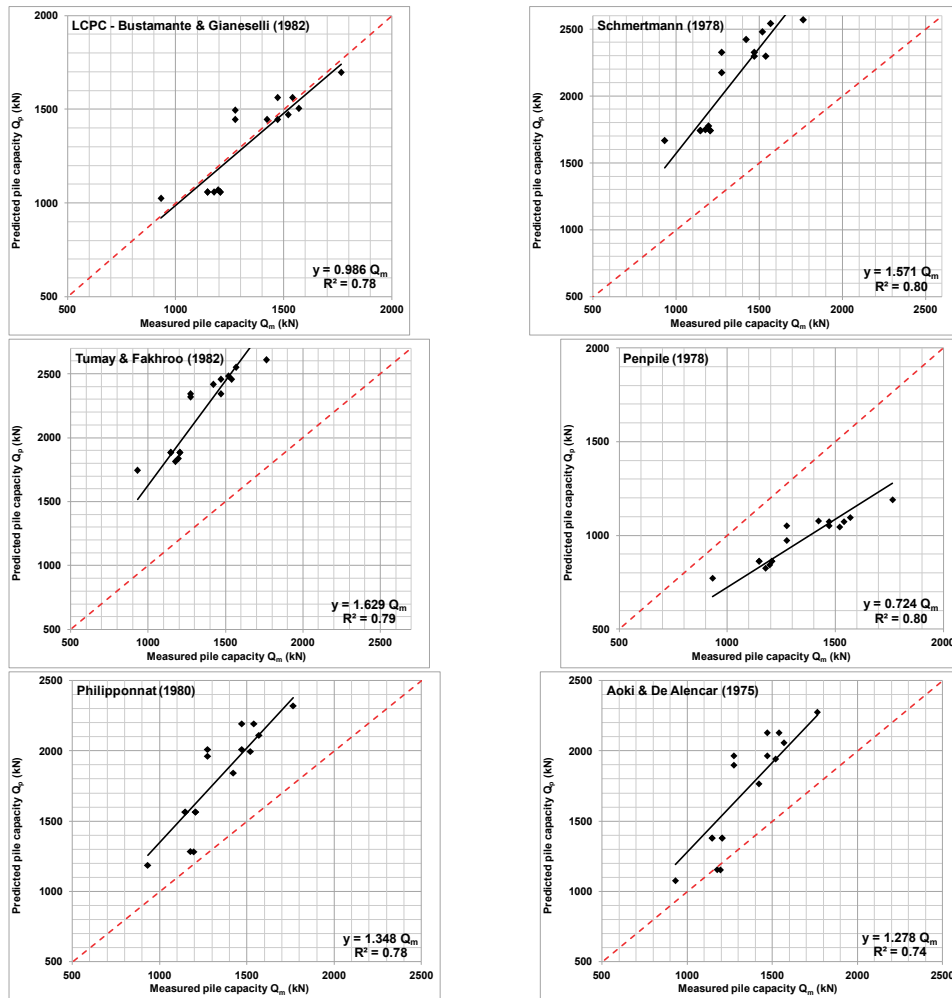 LCPC - Bustamante & Gianeselli (1982)
Predicted pile capacity Qp (kN)
2000
1500
1000
500
y = 0.986 Qm
R² = 0.78
500 1000 1500 2000
Measured pile capacity Qm (kN)
Schmertmann (1978)
Predicted pile capacity Qp (kN)
2500
2000
1500
1000
500
y = 1.571 Qm
R² = 0.80
500 1000 1500 2000 2500
Measured pile capacity Qm (kN)
Tumay & Fakhroo (1982)
Predicted pile capacity Qp (kN)
2500
2000
1500
1000
500
y = 1.629 Qm
R² = 0.79
500 1000 1500 2000 2500
Measured pile capacity Qm (kN)
Penpile (1978)
Predicted pile capacity Qp (kN)
2000
1500
1000
500
y = 0.724 Qm
R² = 0.80
500 1000 1500 2000
Measured pile capacity Qm (kN)
Philipponnat (1980)
Predicted pile capacity Qp (kN)
2500
2000
1500
1000
500
y = 1.348 Qm
R² = 0.78
500 1000 1500 2000 2500
Measured pile capacity Qm (kN)
Aoki & De Alencar (1975)
Predicted pile capacity Qp (kN)
2500
2000
1500
1000
500
y = 1.278 Qm
R² = 0.74
500 1000 1500 2000 2500
Measured pile capacity Qm (kN)